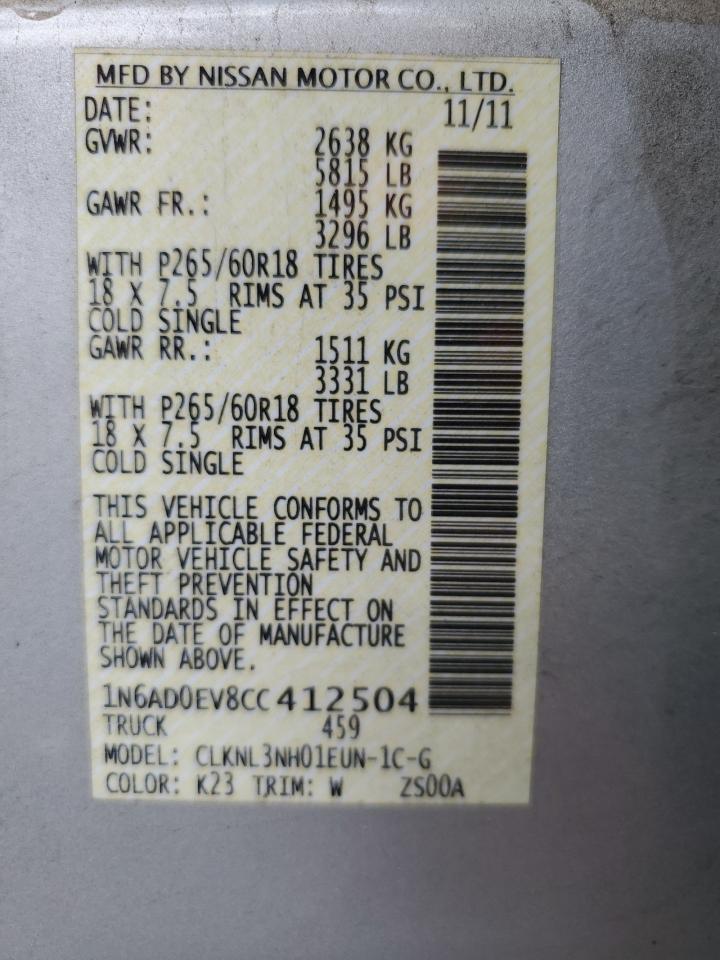 MFD BY NISSAN MOTOR CO., LTD.
DATE: 11/11
GVWR: 2638 KG
5815 LB
GAWR FR.: 1495 KG
3296 LB
WITH P265/60R18 TIRES
18 X 7.5 RIMS AT 35 PSI
COLD SINGLE
GAWR RR.: 1511 KG
3331 LB
WITH P265/60R18 TIRES
18 X 7.5 RIMS AT 35 PSI
COLD SINGLE
THIS VEHICLE CONFORMS TO
ALL APPLICABLE FEDERAL
MOTOR VEHICLE SAFETY AND
THEFT PREVENTION
STANDARDS IN EFFECT ON
THE DATE OF MANUFACTURE
SHOWN ABOVE.
1N6AD0EV8CC412504
TRUCK 459
MODEL: CLKNL3NH01EUN-1C-G
COLOR: K23 TRIM: W ZS00A